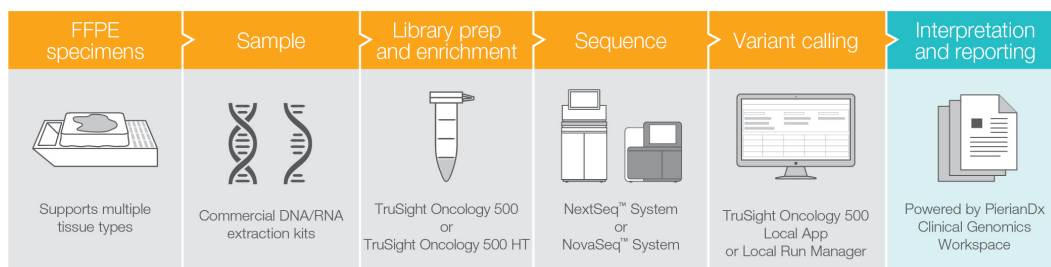 FFPE
specimens
Sample
Library prep
and enrichment
Sequence
Variant calling
Interpretation
and reporting
Supports multiple
tissue types
Commercial DNA/RNA
extraction kits
TruSight Oncology 500
or
TruSight Oncology 500 HT
NextSeq™ System
or
NovaSeq™ System
TruSight Oncology 500
Local App
or Local Run Manager
Powered by PierianDx
Clinical Genomics
Workspace